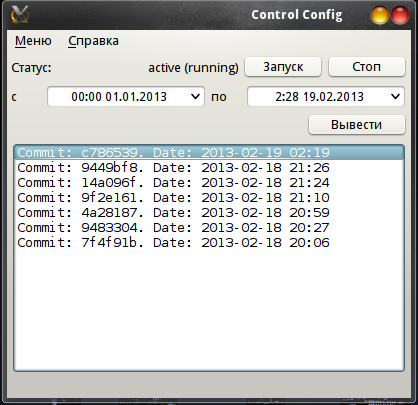 Control Config
Меню Справка
Статус: active (running) Запуск Стоп
с 00:00 01.01.2013 по 2:28 19.02.2013
Вывести
Commit: c786539. Date: 2013-02-19 02:19
Commit: 9449bf8. Date: 2013-02-18 21:26
Commit: 14a096f. Date: 2013-02-18 21:24
Commit: 9f2e161. Date: 2013-02-18 21:10
Commit: 4a28187. Date: 2013-02-18 20:59
Commit: 9483304. Date: 2013-02-18 20:27
Commit: 7f4f91b. Date: 2013-02-18 20:06